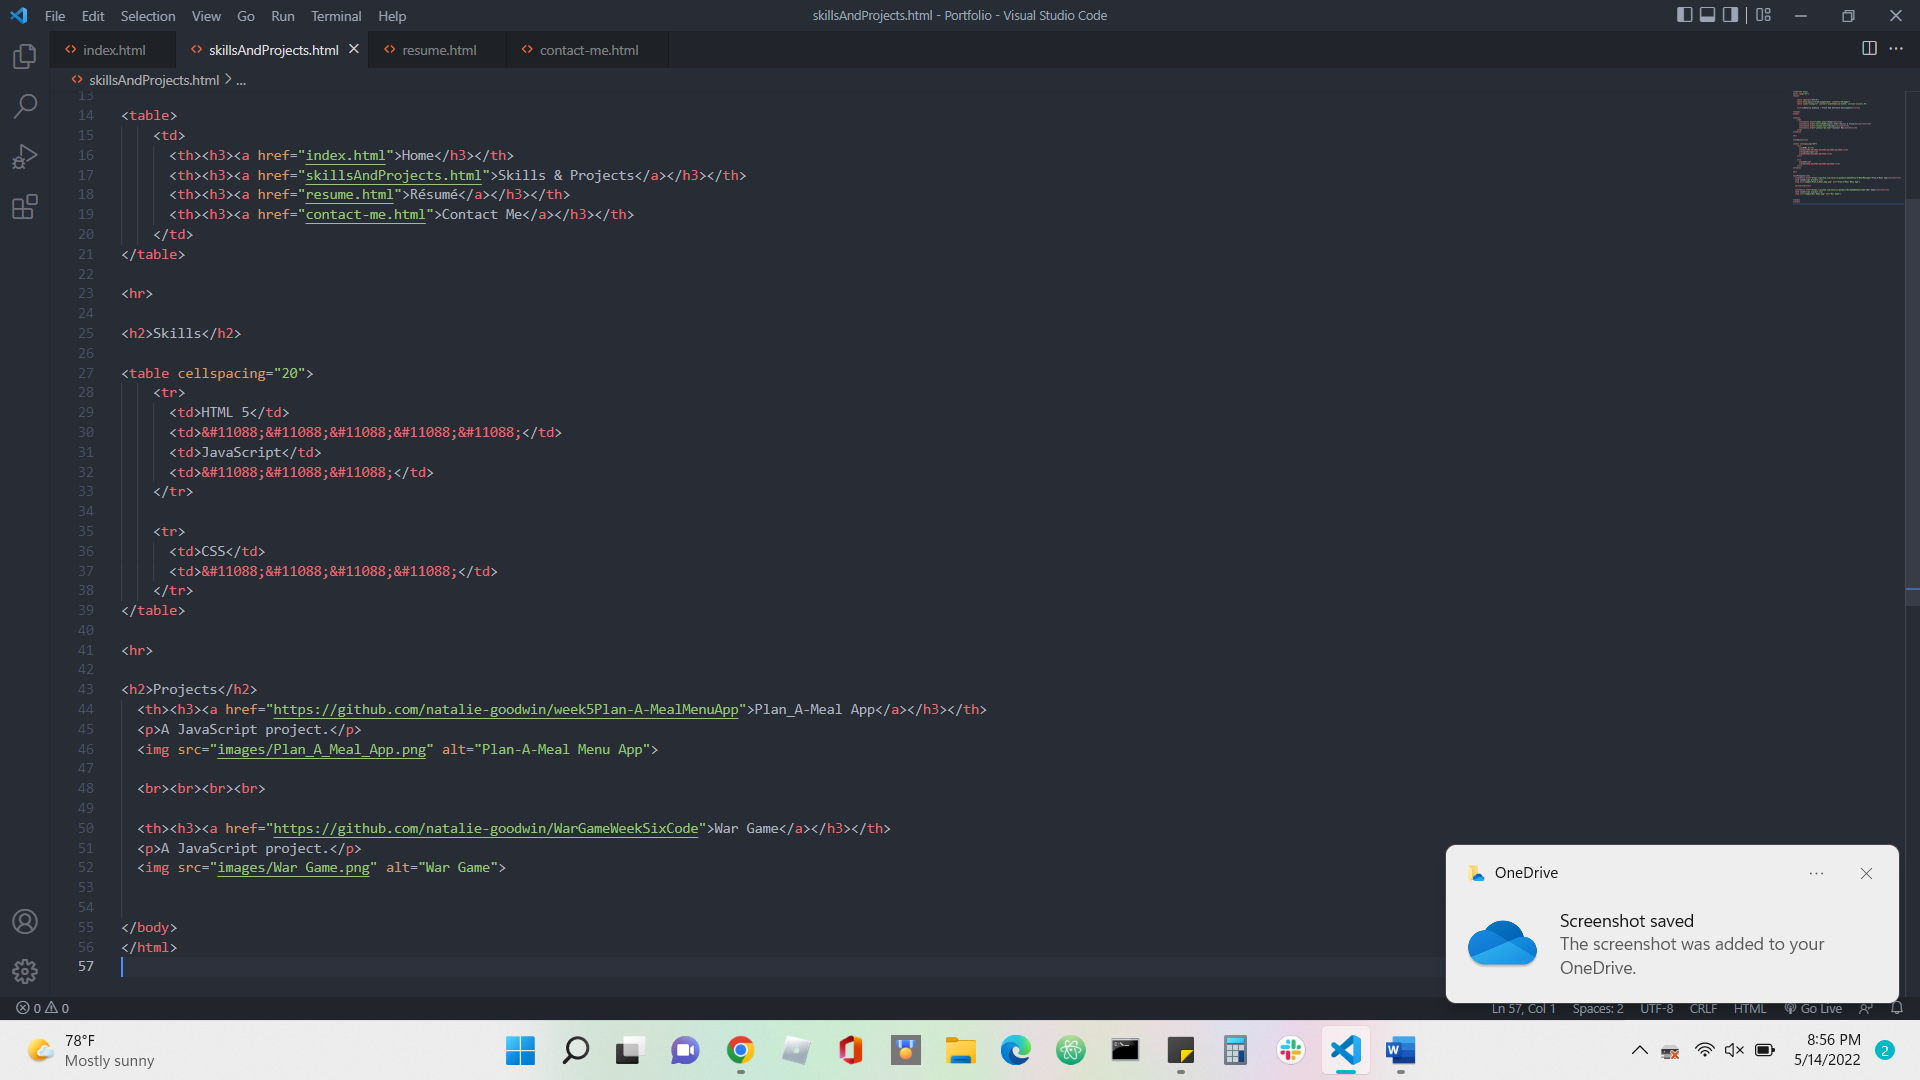 File Edit Selection View Go Run Terminal Help
skillsAndProjects.html - Portfolio - Visual Studio Code
index.html
skillsAndProjects.html
resume.html
contact-me.html
skillsAndProjects.html > ...
13
14 <table>
15 <td>
16 <th><h3><a href="index.html">Home</h3></th>
17 <th><h3><a href="skillsAndProjects.html">Skills & Projects</a></h3></th>
18 <th><h3><a href="resume.html">Résumé</a></h3></th>
19 <th><h3><a href="contact-me.html">Contact Me</a></h3></th>
20 </td>
21 </table>
22
23 <hr>
24
25 <h2>Skills</h2>
26
27 <table cellspacing="20">
28 <tr>
29 <td>HTML 5</td>
30 <td>&#11088;&#11088;&#11088;&#11088;&#11088;</td>
31 <td>JavaScript</td>
32 <td>&#11088;&#11088;&#11088;</td>
33 </tr>
34
35 <tr>
36 <td>CSS</td>
37 <td>&#11088;&#11088;&#11088;&#11088;</td>
38 </tr>
39 </table>
40
41 <hr>
42
43 <h2>Projects</h2>
44 <th><h3><a href="https://github.com/natalie-goodwin/week5Plan-A-MealMenuApp">Plan_A-Meal App</a></h3></th>
45 <p>A JavaScript project.</p>
46 <img src="images/Plan_A_Meal_App.png" alt="Plan-A-Meal Menu App">
47
48 <br><br><br><br>
49
50 <th><h3><a href="https://github.com/natalie-goodwin/WarGameWeekSixCode">War Game</a></h3></th>
51 <p>A JavaScript project.</p>
52 <img src="images/War Game.png" alt="War Game">
53
54
55 </body>
56 </html>
57
OneDrive
Screenshot saved
The screenshot was added to your
OneDrive.
0 0
Ln 57, Col 1 Spaces: 2 UTF-8 CRLF HTML Go Live
78°F
Mostly sunny
8:56 PM
5/14/2022
2